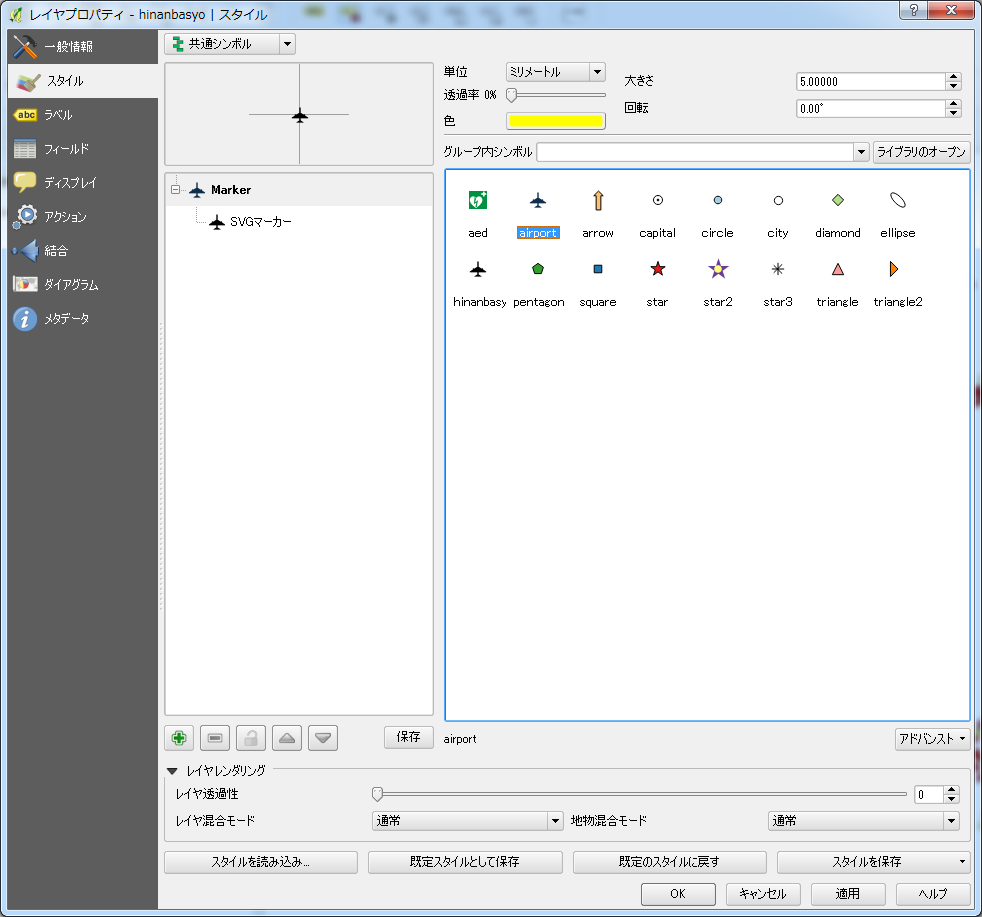 レイヤプロパティ - hinanbasyo | スタイル
一般情報
スタイル
abc
ラベル
フィールド
ディスプレイ
アクション
結合
ダイアグラム
メタデータ
共通シンボル
Marker
SVGマーカー
単位
ミリメートル
透過率 0%
色
大きさ
5.00000
回転
0.00°
グループ内シンボル
ライブラリのオープン
aed
airport
arrow
capital
circle
city
diamond
ellipse
hinanbasy
pentagon
square
star
star2
star3
triangle
triangle2
保存
airport
アドバンスト
レイヤレンダリング
レイヤ透過性
0
レイヤ混合モード
通常
地物混合モード
通常
スタイルを読み込み...
既定スタイルとして保存
既定のスタイルに戻す
スタイルを保存
OK
キャンセル
適用
ヘルプ